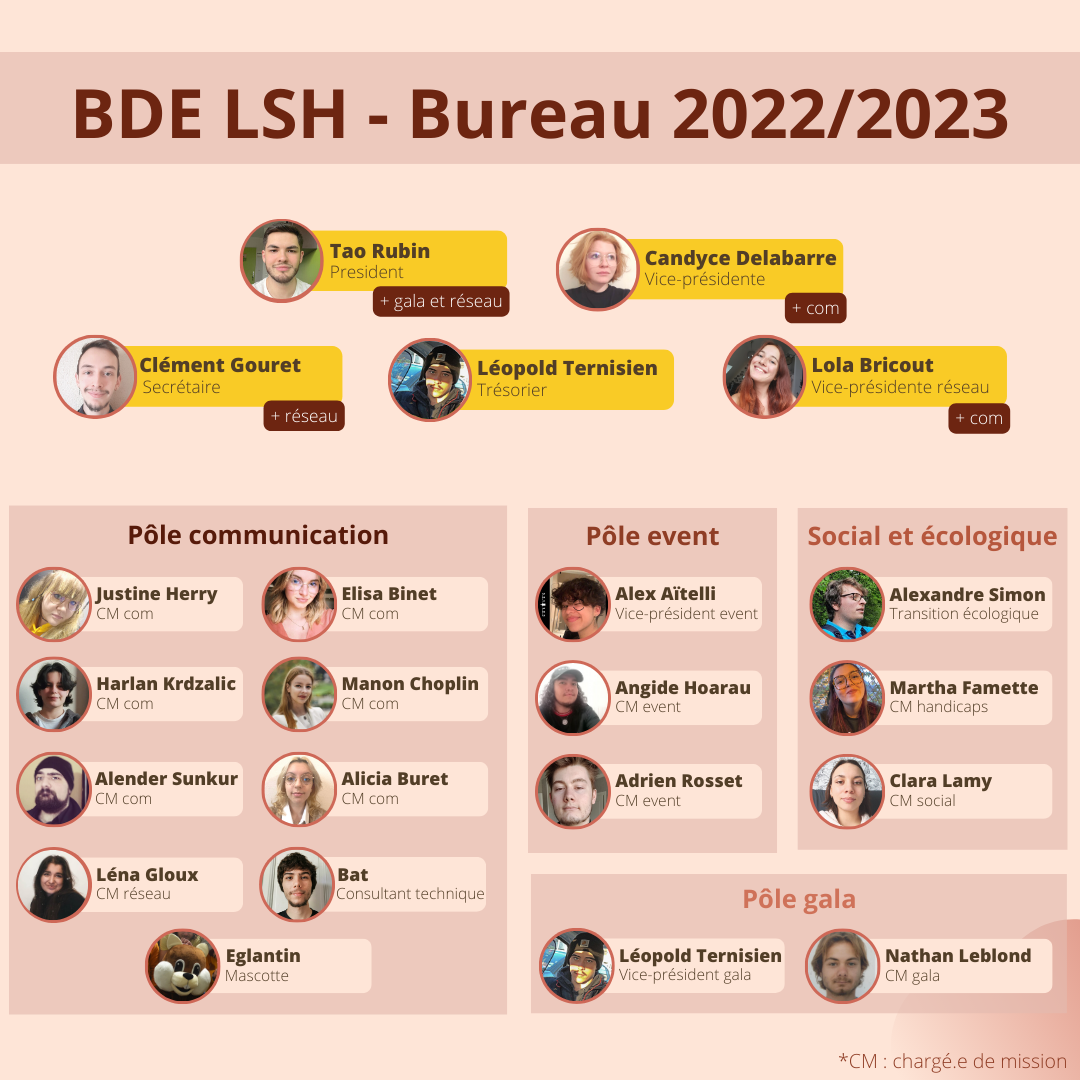 BDE LSH - Bureau 2022/2023
Tao Rubin
President
+ gala et réseau
Candyce Delabarre
Vice-présidente
+ com
Clément Gouret
Secrétaire
+ réseau
Léopold Ternisien
Trésorier
Lola Bricout
Vice-présidente réseau
+ com
Pôle communication
Justine Herry
CM com
Elisa Binet
CM com
Harlan Krdzalic
CM com
Manon Choplin
CM com
Alender Sunkur
CM com
Alicia Buret
CM com
Léna Gloux
CM réseau
Bat
Consultant technique
Eglantin
Mascotte
Pôle event
Alex Aïtelli
Vice-président event
Angide Hoarau
CM event
Adrien Rosset
CM event
Social et écologique
Alexandre Simon
Transition écologique
Martha Famette
CM handicaps
Clara Lamy
CM social
Pôle gala
Léopold Ternisien
Vice-président gala
Nathan Leblond
CM gala
*CM : chargé.e de mission